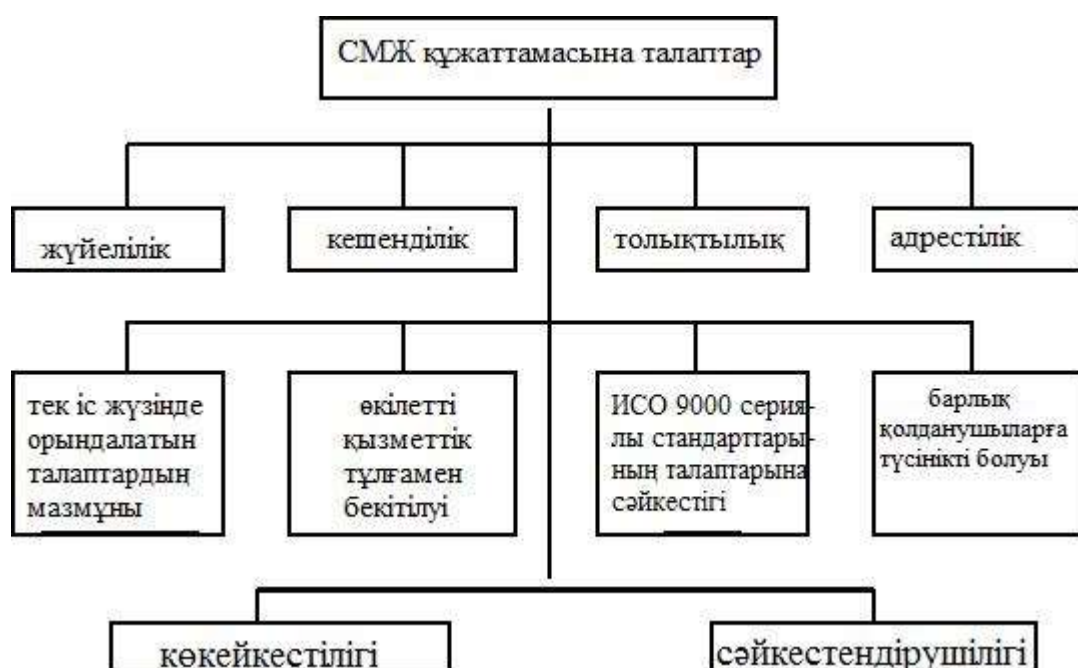 СМЖ құжаттамасына талаптар
жүйелілік
кешенділік
толықтылық
адрестілік
тек іс жүзінде
орындалатын
талаптардың
мазмұны
өкілетті
қызметтік
тұлғамен
бекітілуі
ИСО 9000 серия-
лы стандарттары-
ның талаптарына
сәйкестігі
барлық
қолданушыларға
түсінікті болуы
көкейкестілігі
сәйкестендірушілігі